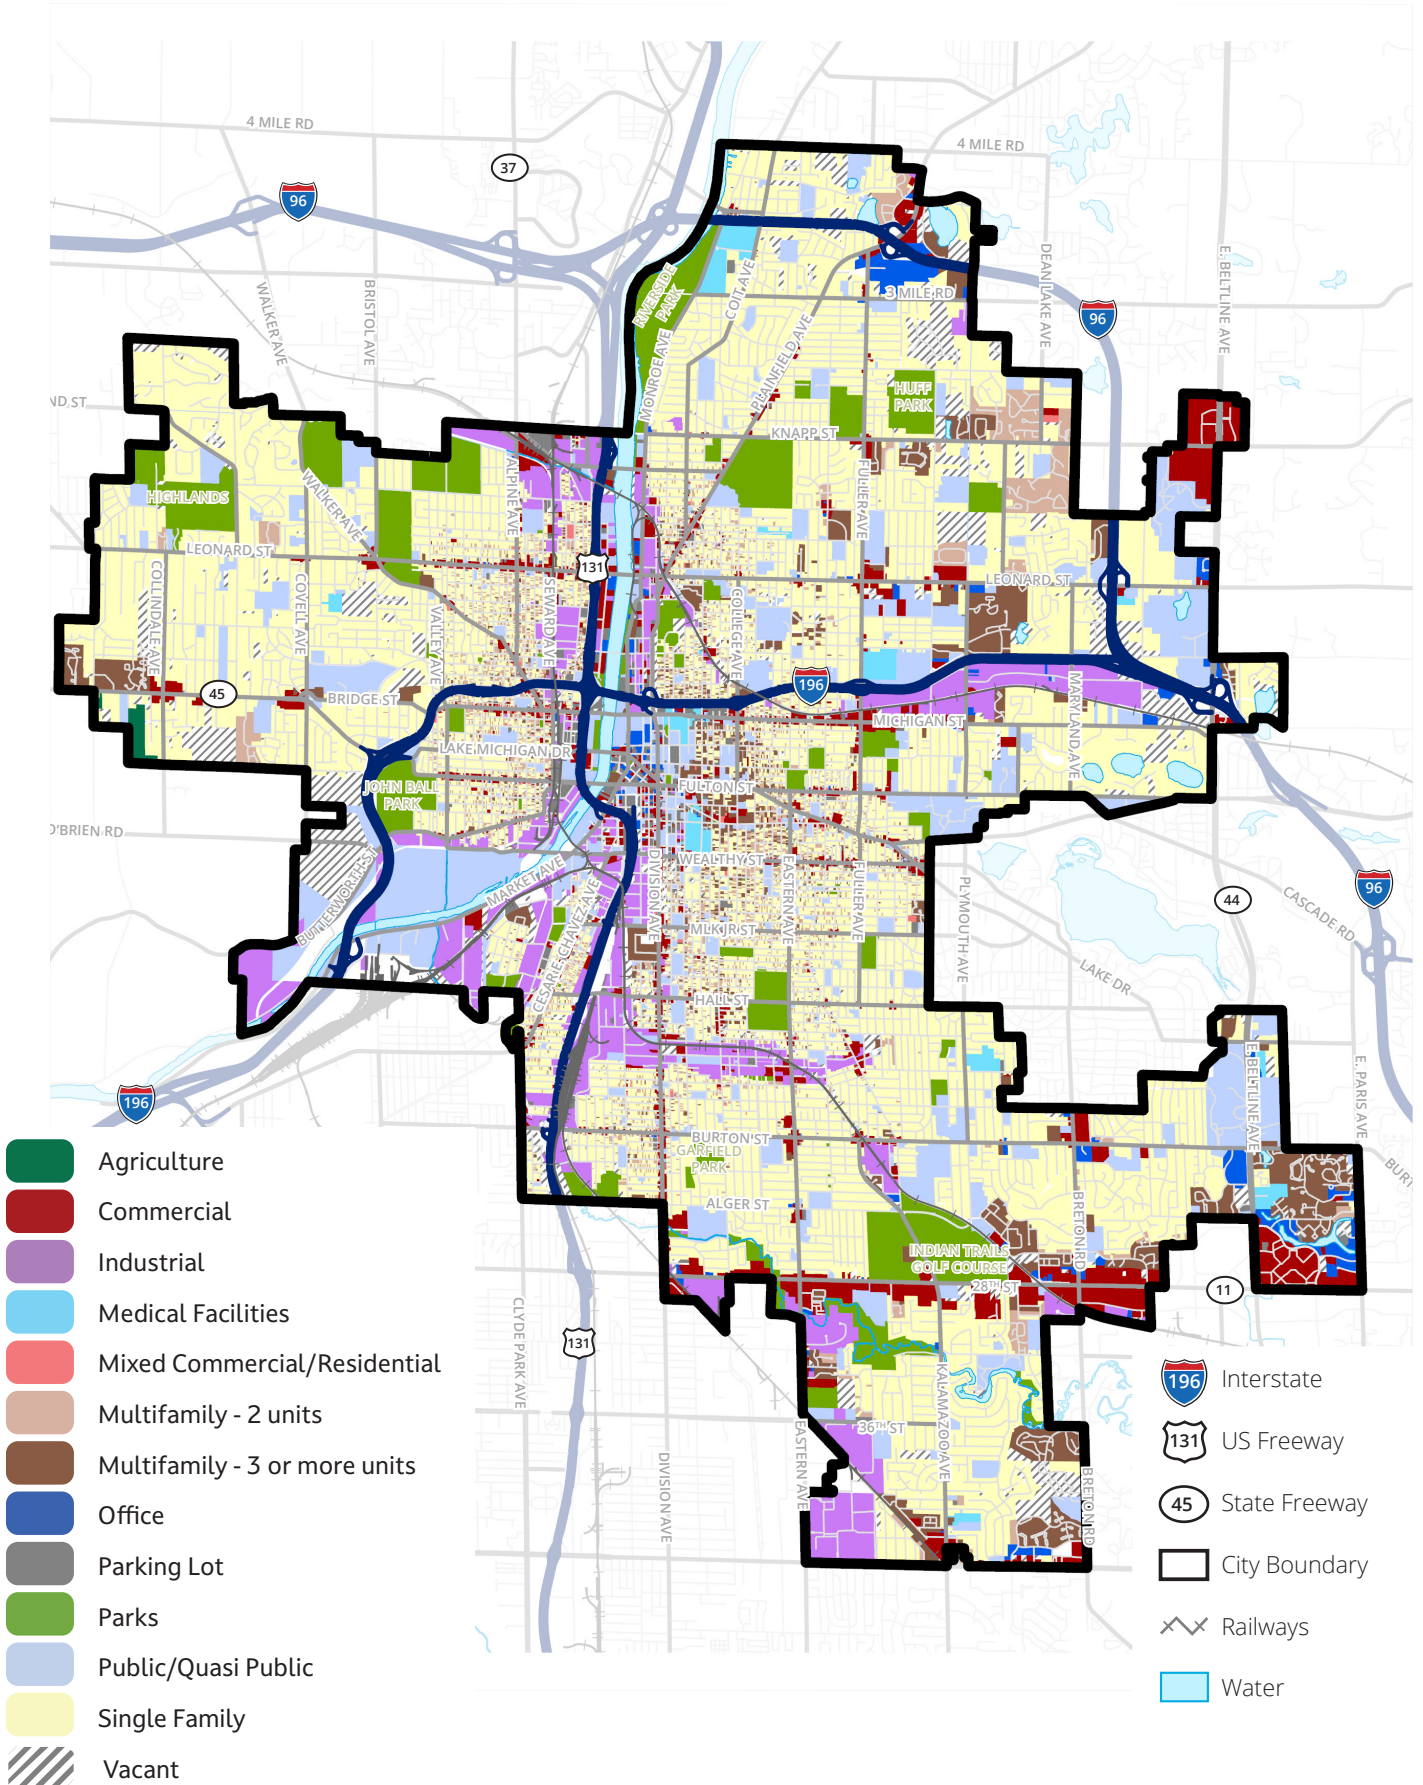 4 MILE RD
37
4 MILE RD
96
WALKER AVE
BRISTOL AVE
RIVERSIDE
PARK
COIT AVE
3 MILE RD
DEAN LAKE AVE
E. BELTLINE AVE
96
MONROE AVE
PLAINFIELD AVE
HUFF
PARK
ND ST
KNAPP ST
HIGHLANDS
WALKER AVE
ALPINE AVE
FULLER AVE
LEONARD ST
131
LEONARD ST
COLLINDALE AVE
COVELL AVE
VALLEY AVE
SEWARD AVE
COLLEGE AVE
45
BRIDGE ST
196
MARYLAND AVE
MICHIGAN ST
LAKE MICHIGAN DR
JOHN BALL
PARK
FULTON ST
O'BRIEN RD
BUTTERWORTH ST
MARKET AVE
WEALTHY ST
DIVISION AVE
EASTERN AVE
FULLER AVE
PLYMOUTH AVE
96
44
CASCADE RD
CESAR E. CHAVEZ AVE
MLK JR ST
LAKE DR
HALL ST
196
E. BELTLINE AVE
E. PARIS AVE
BURTON ST
GARFIELD
PARK
BURT
ALGER ST
BRETON RD
INDIAN TRAILS
GOLF COURSE
28TH ST
11
CLYDE PARK AVE
131
KALAMAZOO AVE
36TH ST
EASTERN AVE
DIVISION AVE
BRETON RD
Agriculture
Commercial
Industrial
Medical Facilities
Mixed Commercial/Residential
Multifamily - 2 units
Multifamily - 3 or more units
Office
Parking Lot
Parks
Public/Quasi Public
Single Family
Vacant
196 Interstate
131 US Freeway
45 State Freeway
City Boundary
Railways
Water